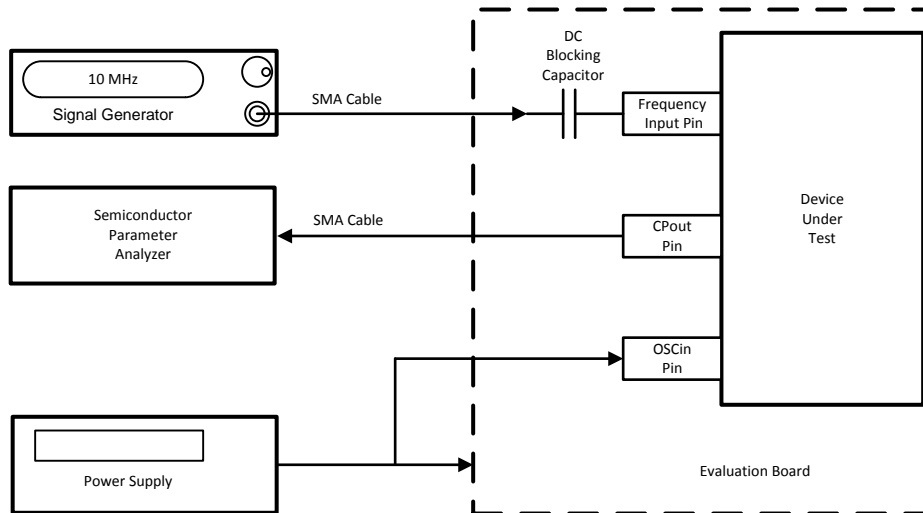 10 MHz
Signal Generator
SMA Cable
DC
Blocking
Capacitor
Frequency
Input Pin
Semiconductor
Parameter
Analyzer
SMA Cable
CPout
Pin
Device
Under
Test
OSCin
Pin
Power Supply
Evaluation Board